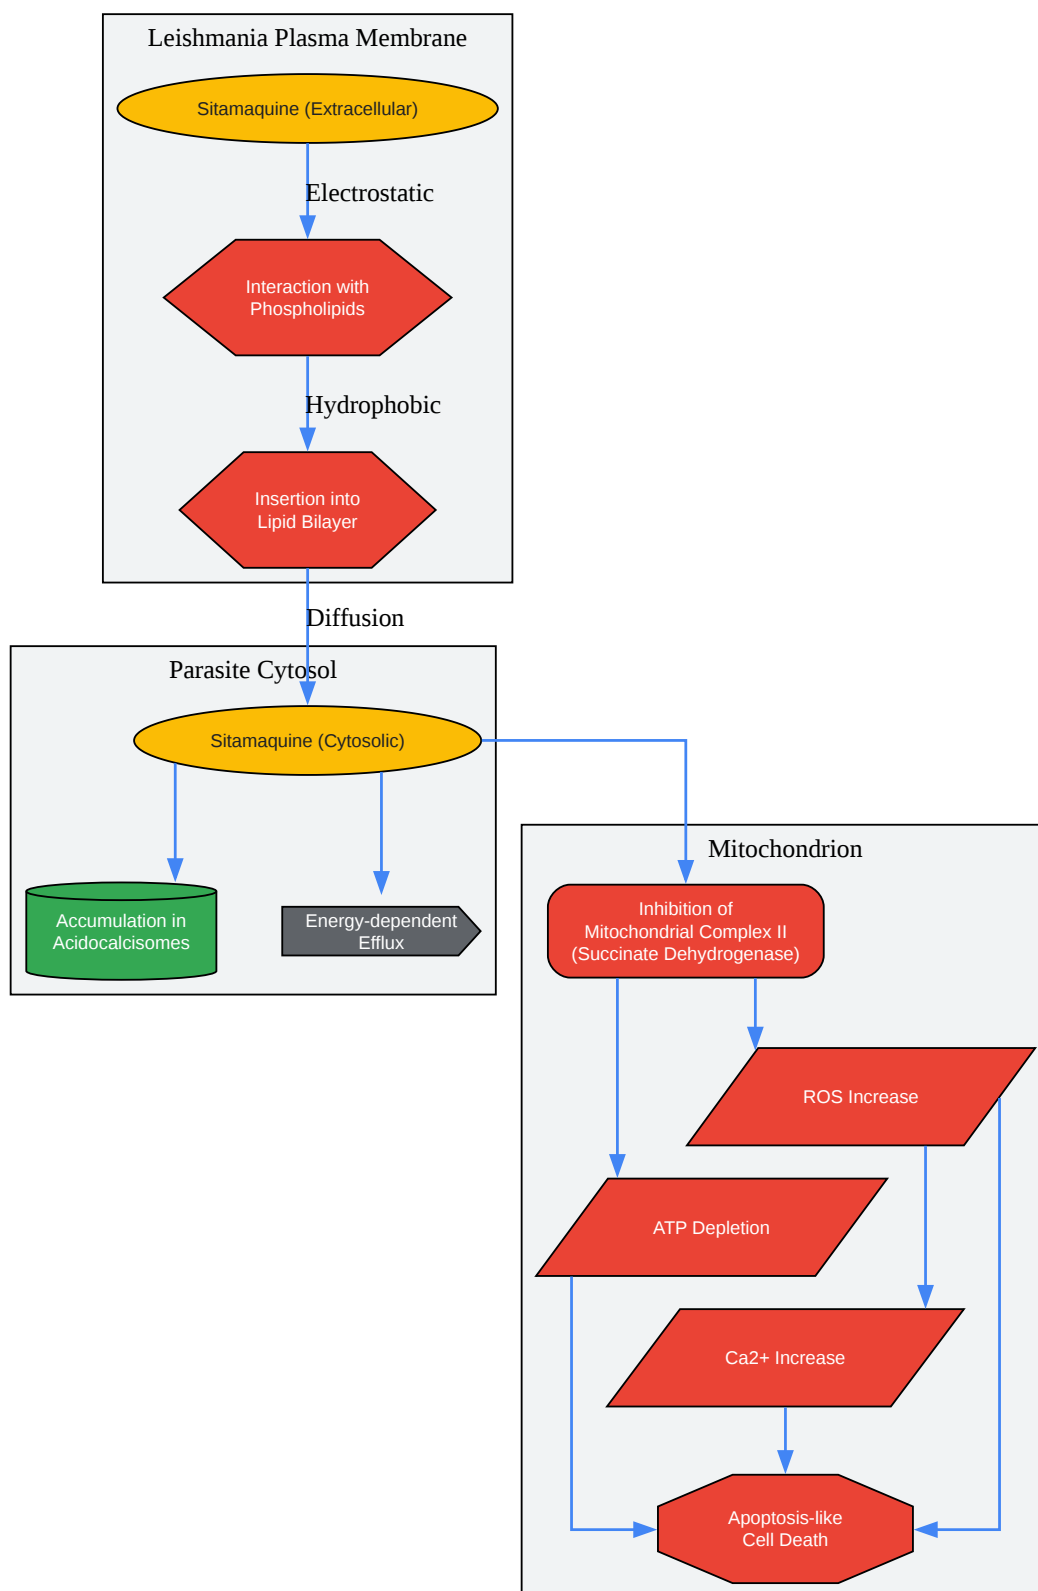 Leishmania Plasma Membrane
Sitamaquine (Extracellular)
Electrostatic
Interaction with
Phospholipids
Hydrophobic
Insertion into
Lipid Bilayer
Diffusion
Parasite Cytosol
Sitamaquine (Cytosolic)
Accumulation in
Acidocalcisomes
Energy-dependent
Efflux
Mitochondrion
Inhibition of
Mitochondrial Complex II
(Succinate Dehydrogenase)
ROS Increase
ATP Depletion
Ca2+ Increase
Apoptosis-like
Cell Death